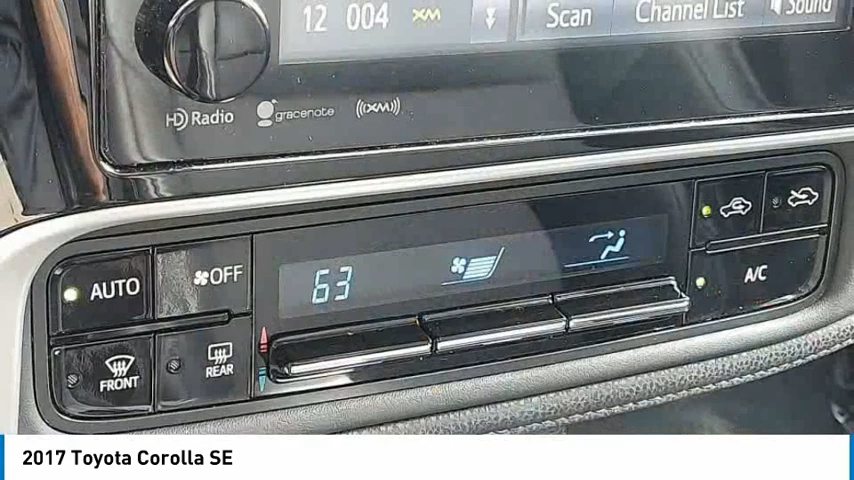 12 004 XM Scan Channel List Sound
HD Radio gracenote ((XM))
AUTO OFF 63 A/C
FRONT REAR
2017 Toyota Corolla SE